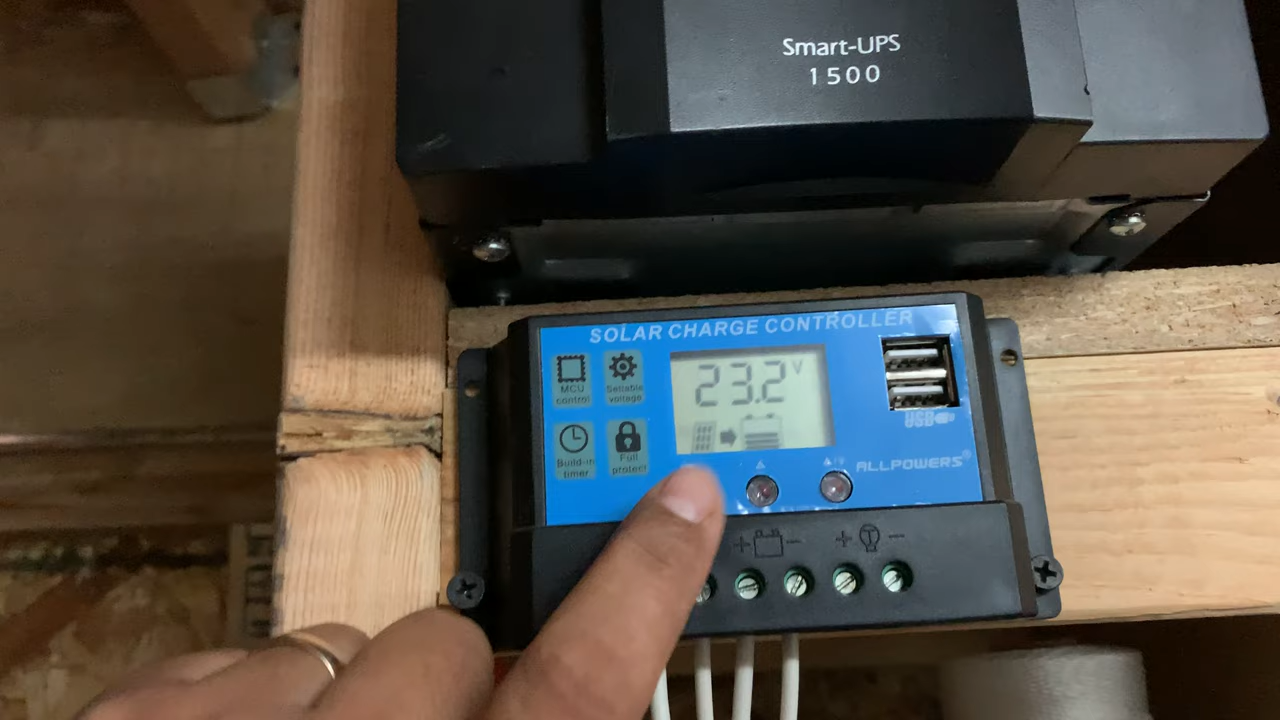 Smart-UPS
1500
SOLAR CHARGE CONTROLLER
MCU
control
Settable
voltage
23.2 V
Build-in
timer
Full
protect
USB
ALLPOWERS®
+ −
+ −